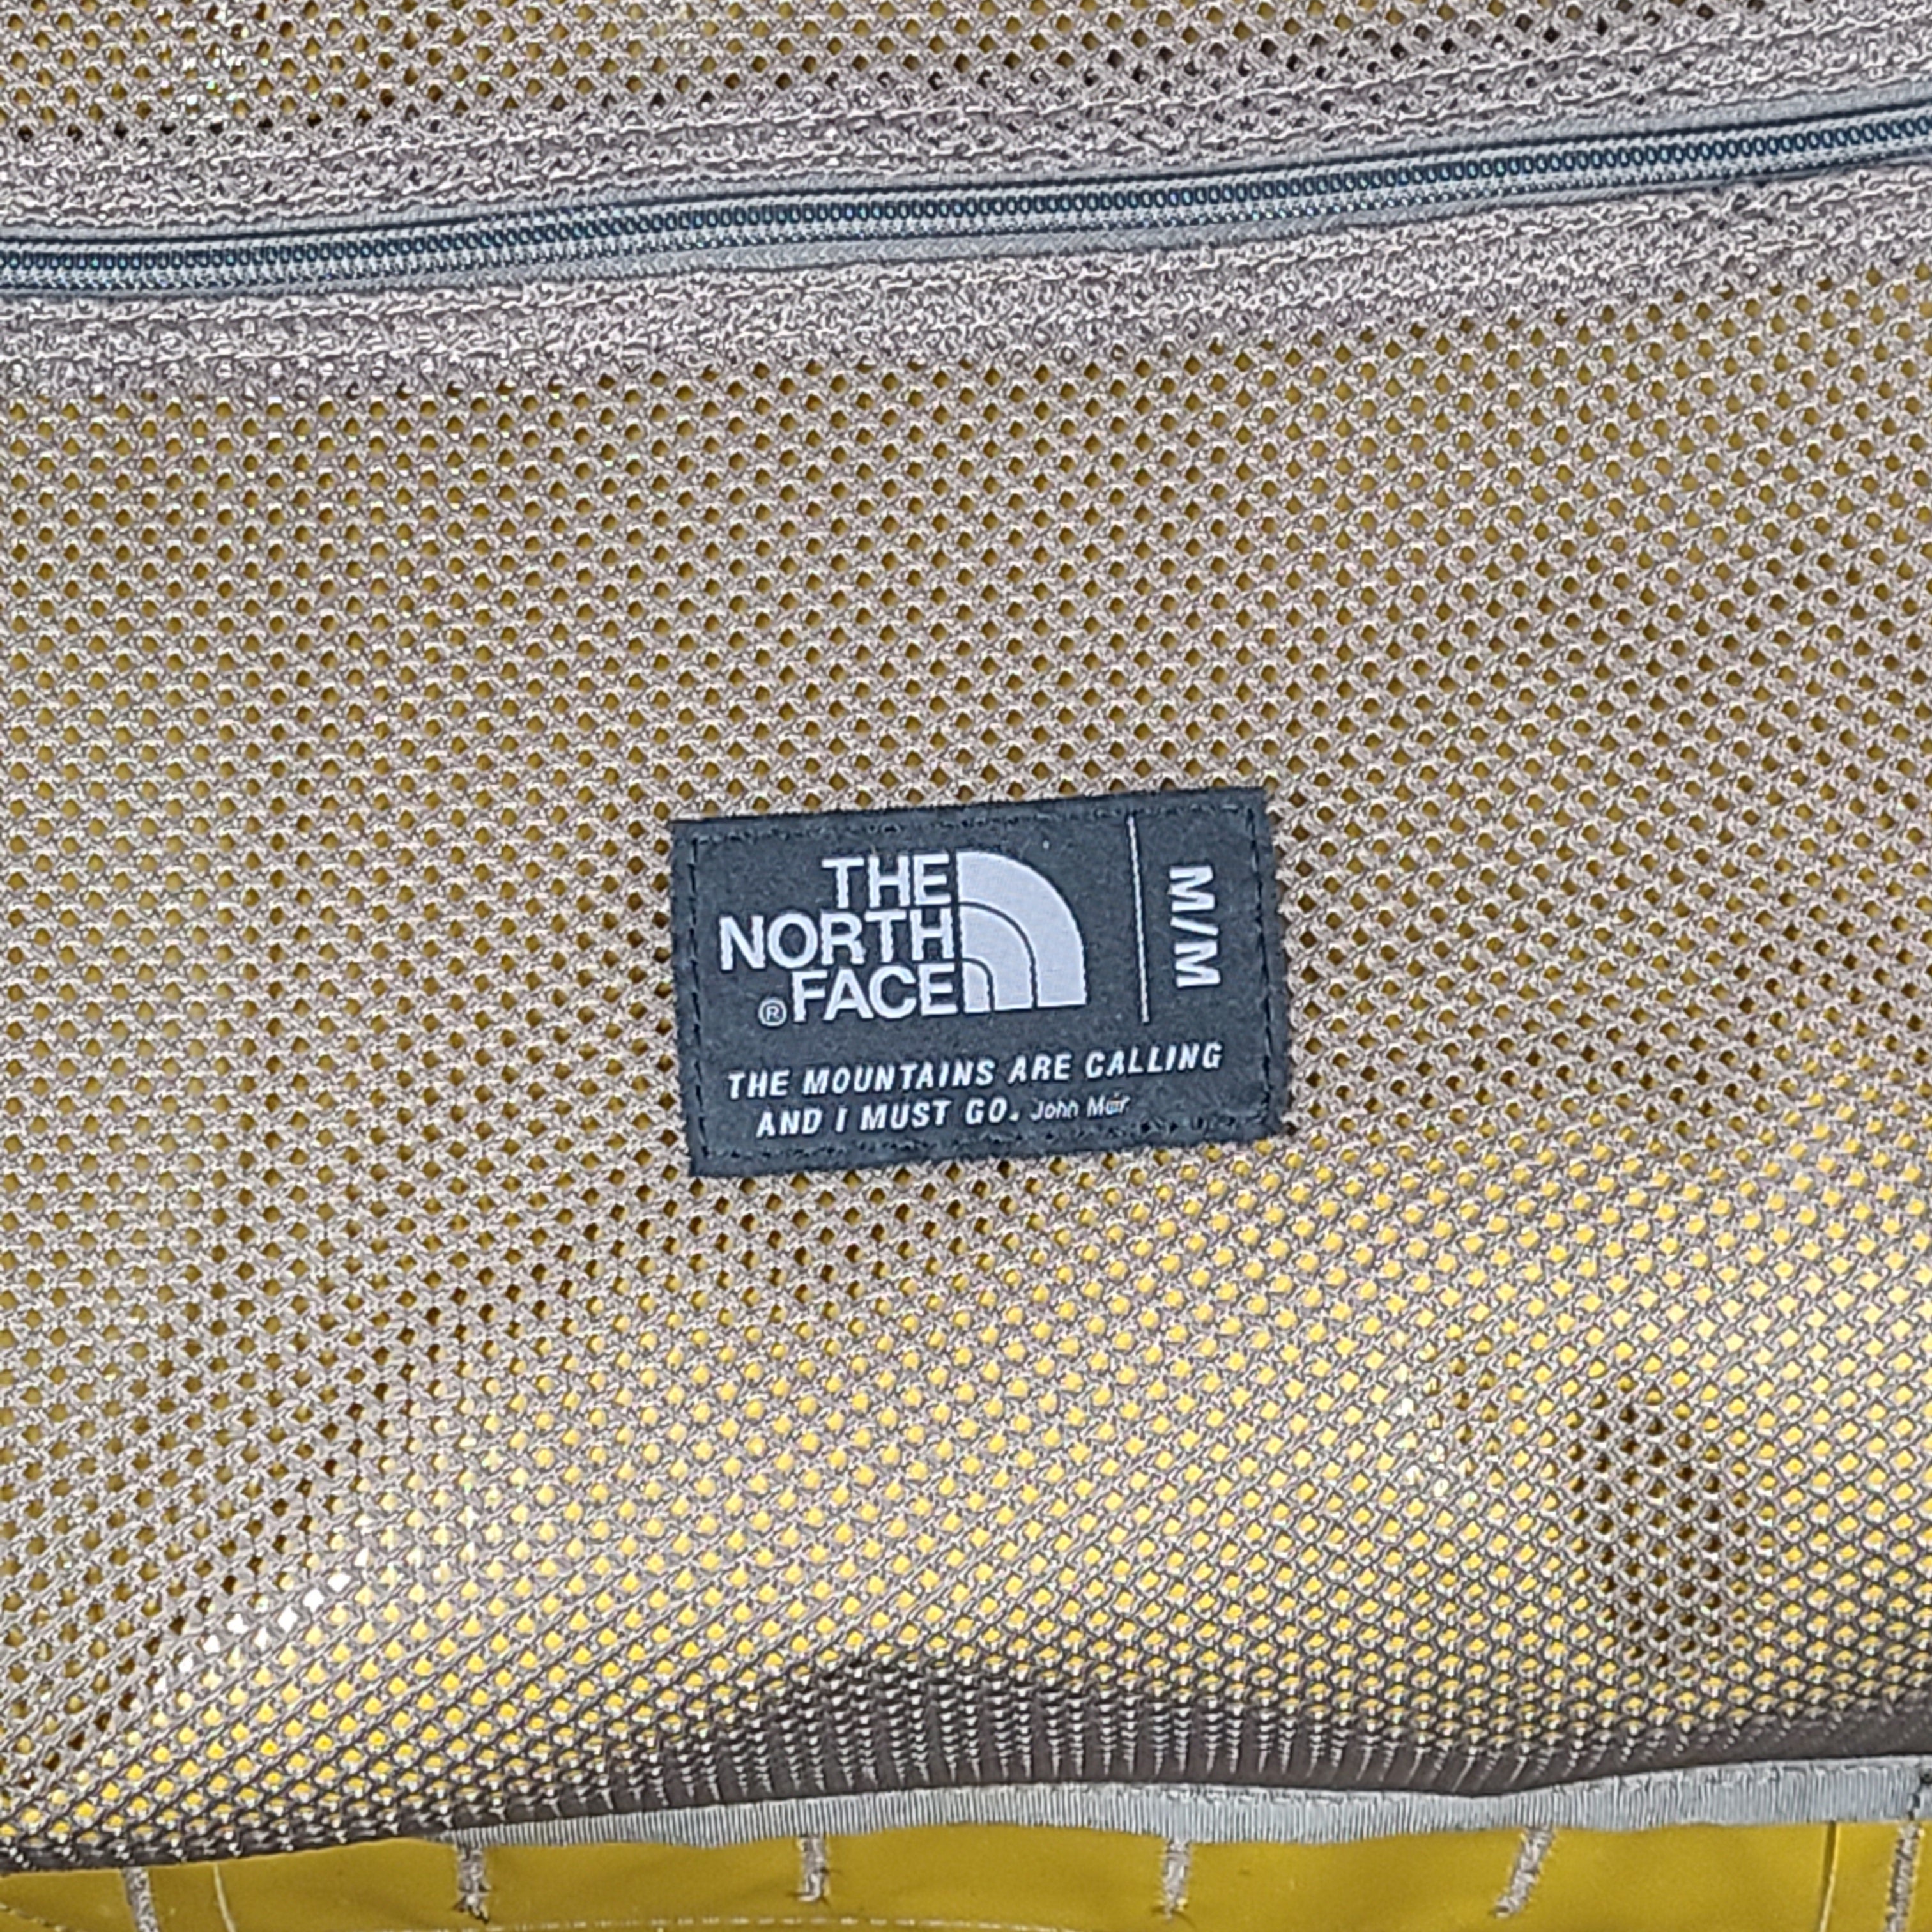 THE
NORTH
®FACE
M/M
THE MOUNTAINS ARE CALLING
AND I MUST GO. John Muir